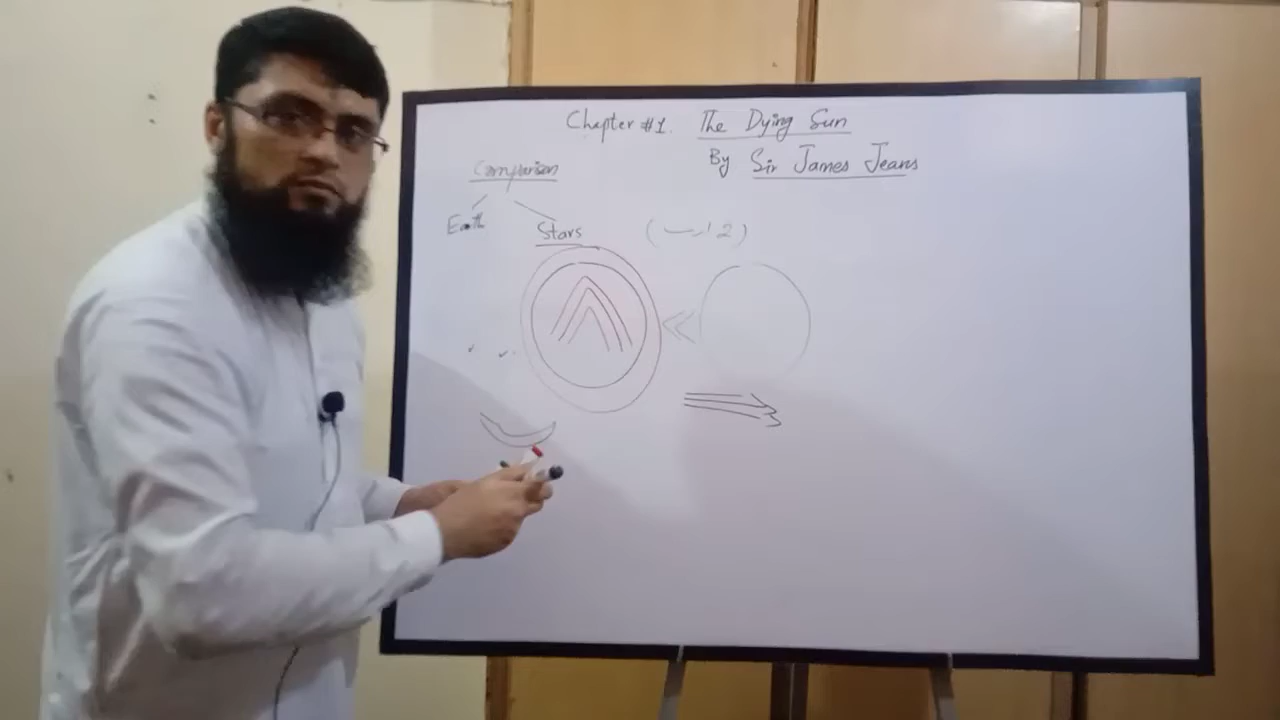 Chapter #1. The Dying Sun
By Sir James Jeans
Comparison
Earth
Stars